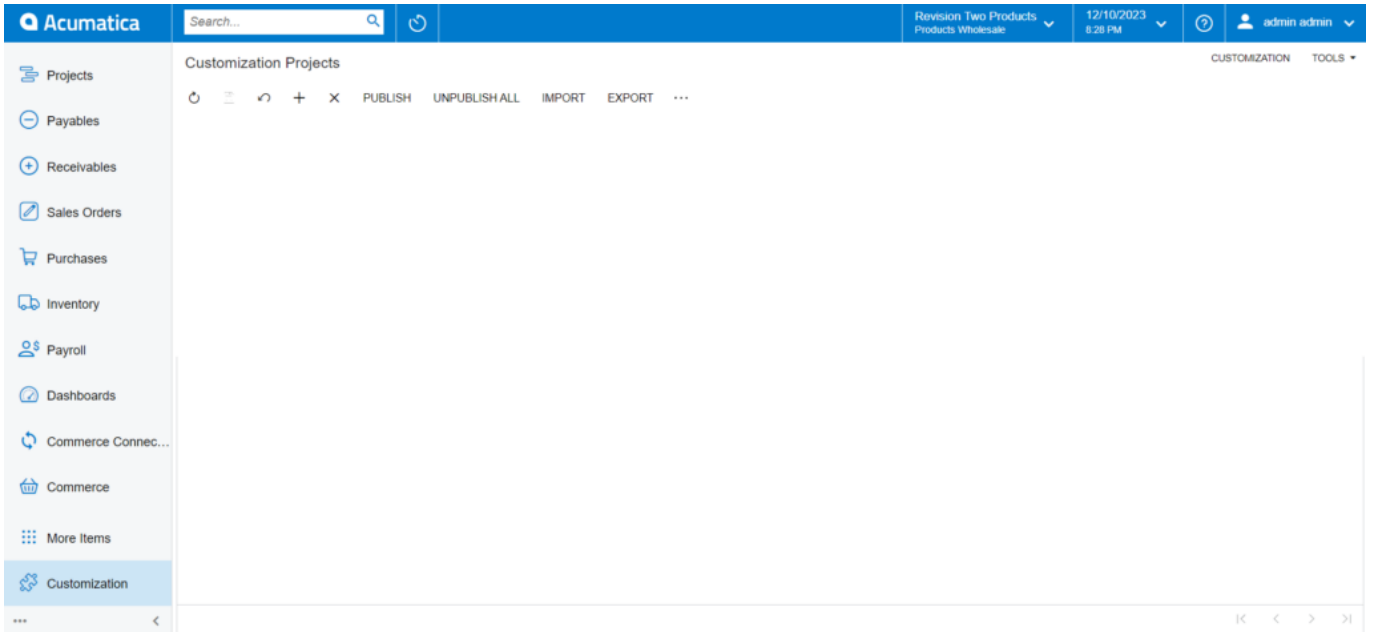 Acumatica
Search...
Revision Two Products
Products Wholesale
12/10/2023
8:28 PM
admin admin
Projects
Payables
Receivables
Sales Orders
Purchases
Inventory
Payroll
Dashboards
Commerce Connec...
Commerce
More Items
Customization
Customization Projects
CUSTOMIZATION TOOLS
PUBLISH UNPUBLISH ALL IMPORT EXPORT